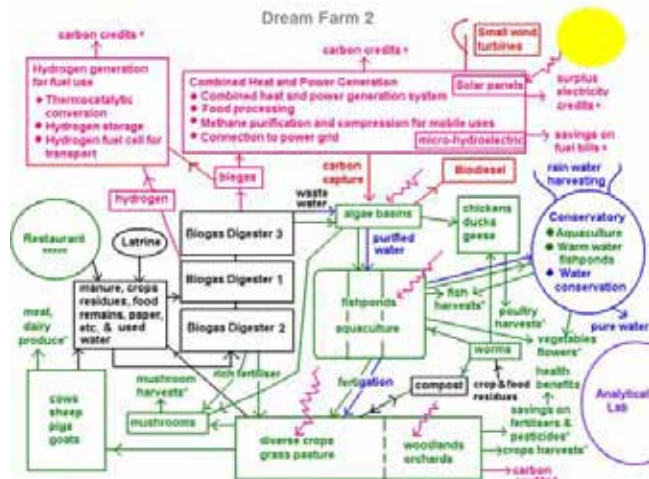 Dream Farm 2
carbon credits +
Hydrogen generation
for fuel use
Thermocatalytic
conversion
Hydrogen storage
Hydrogen fuel cell for
transport
carbon credits +
Combined Heat and Power Generation
Combined heat and power generation system
Food processing
Methane purification and compression for mobile uses
Connection to power grid
Small wind
turbines
Solar panels
micro-hydroelectric
surplus
electricity
credits +
savings on
fuel bills +
hydrogen
biogas
carbon
capture
Biodiesel
rain water
harvesting
waste
water
algae basins
chickens
ducks
geese
Conservatory
Aquaculture
Warm water
fishponds
Water
conservation
Restaurant
Latrine
Biogas Digester 3
Biogas Digester 1
Biogas Digester 2
purified
water
manure, crops
residues, food
remains, paper,
etc. & used
water
fishponds
aquaculture
fish
harvests*
poultry
harvests*
pure water
meat,
dairy
produce*
vegetables
flowers*
worms
rich fertiliser
mushroom
harvests*
fertigation
compost
crop & food
residues
health
benefits
Analytical
Lab
cows
sheep
pigs
goats
mushrooms
diverse crops
grass pasture
woodlands
orchards
savings on
fertilisers &
pesticides*
crops harvests*
carbon